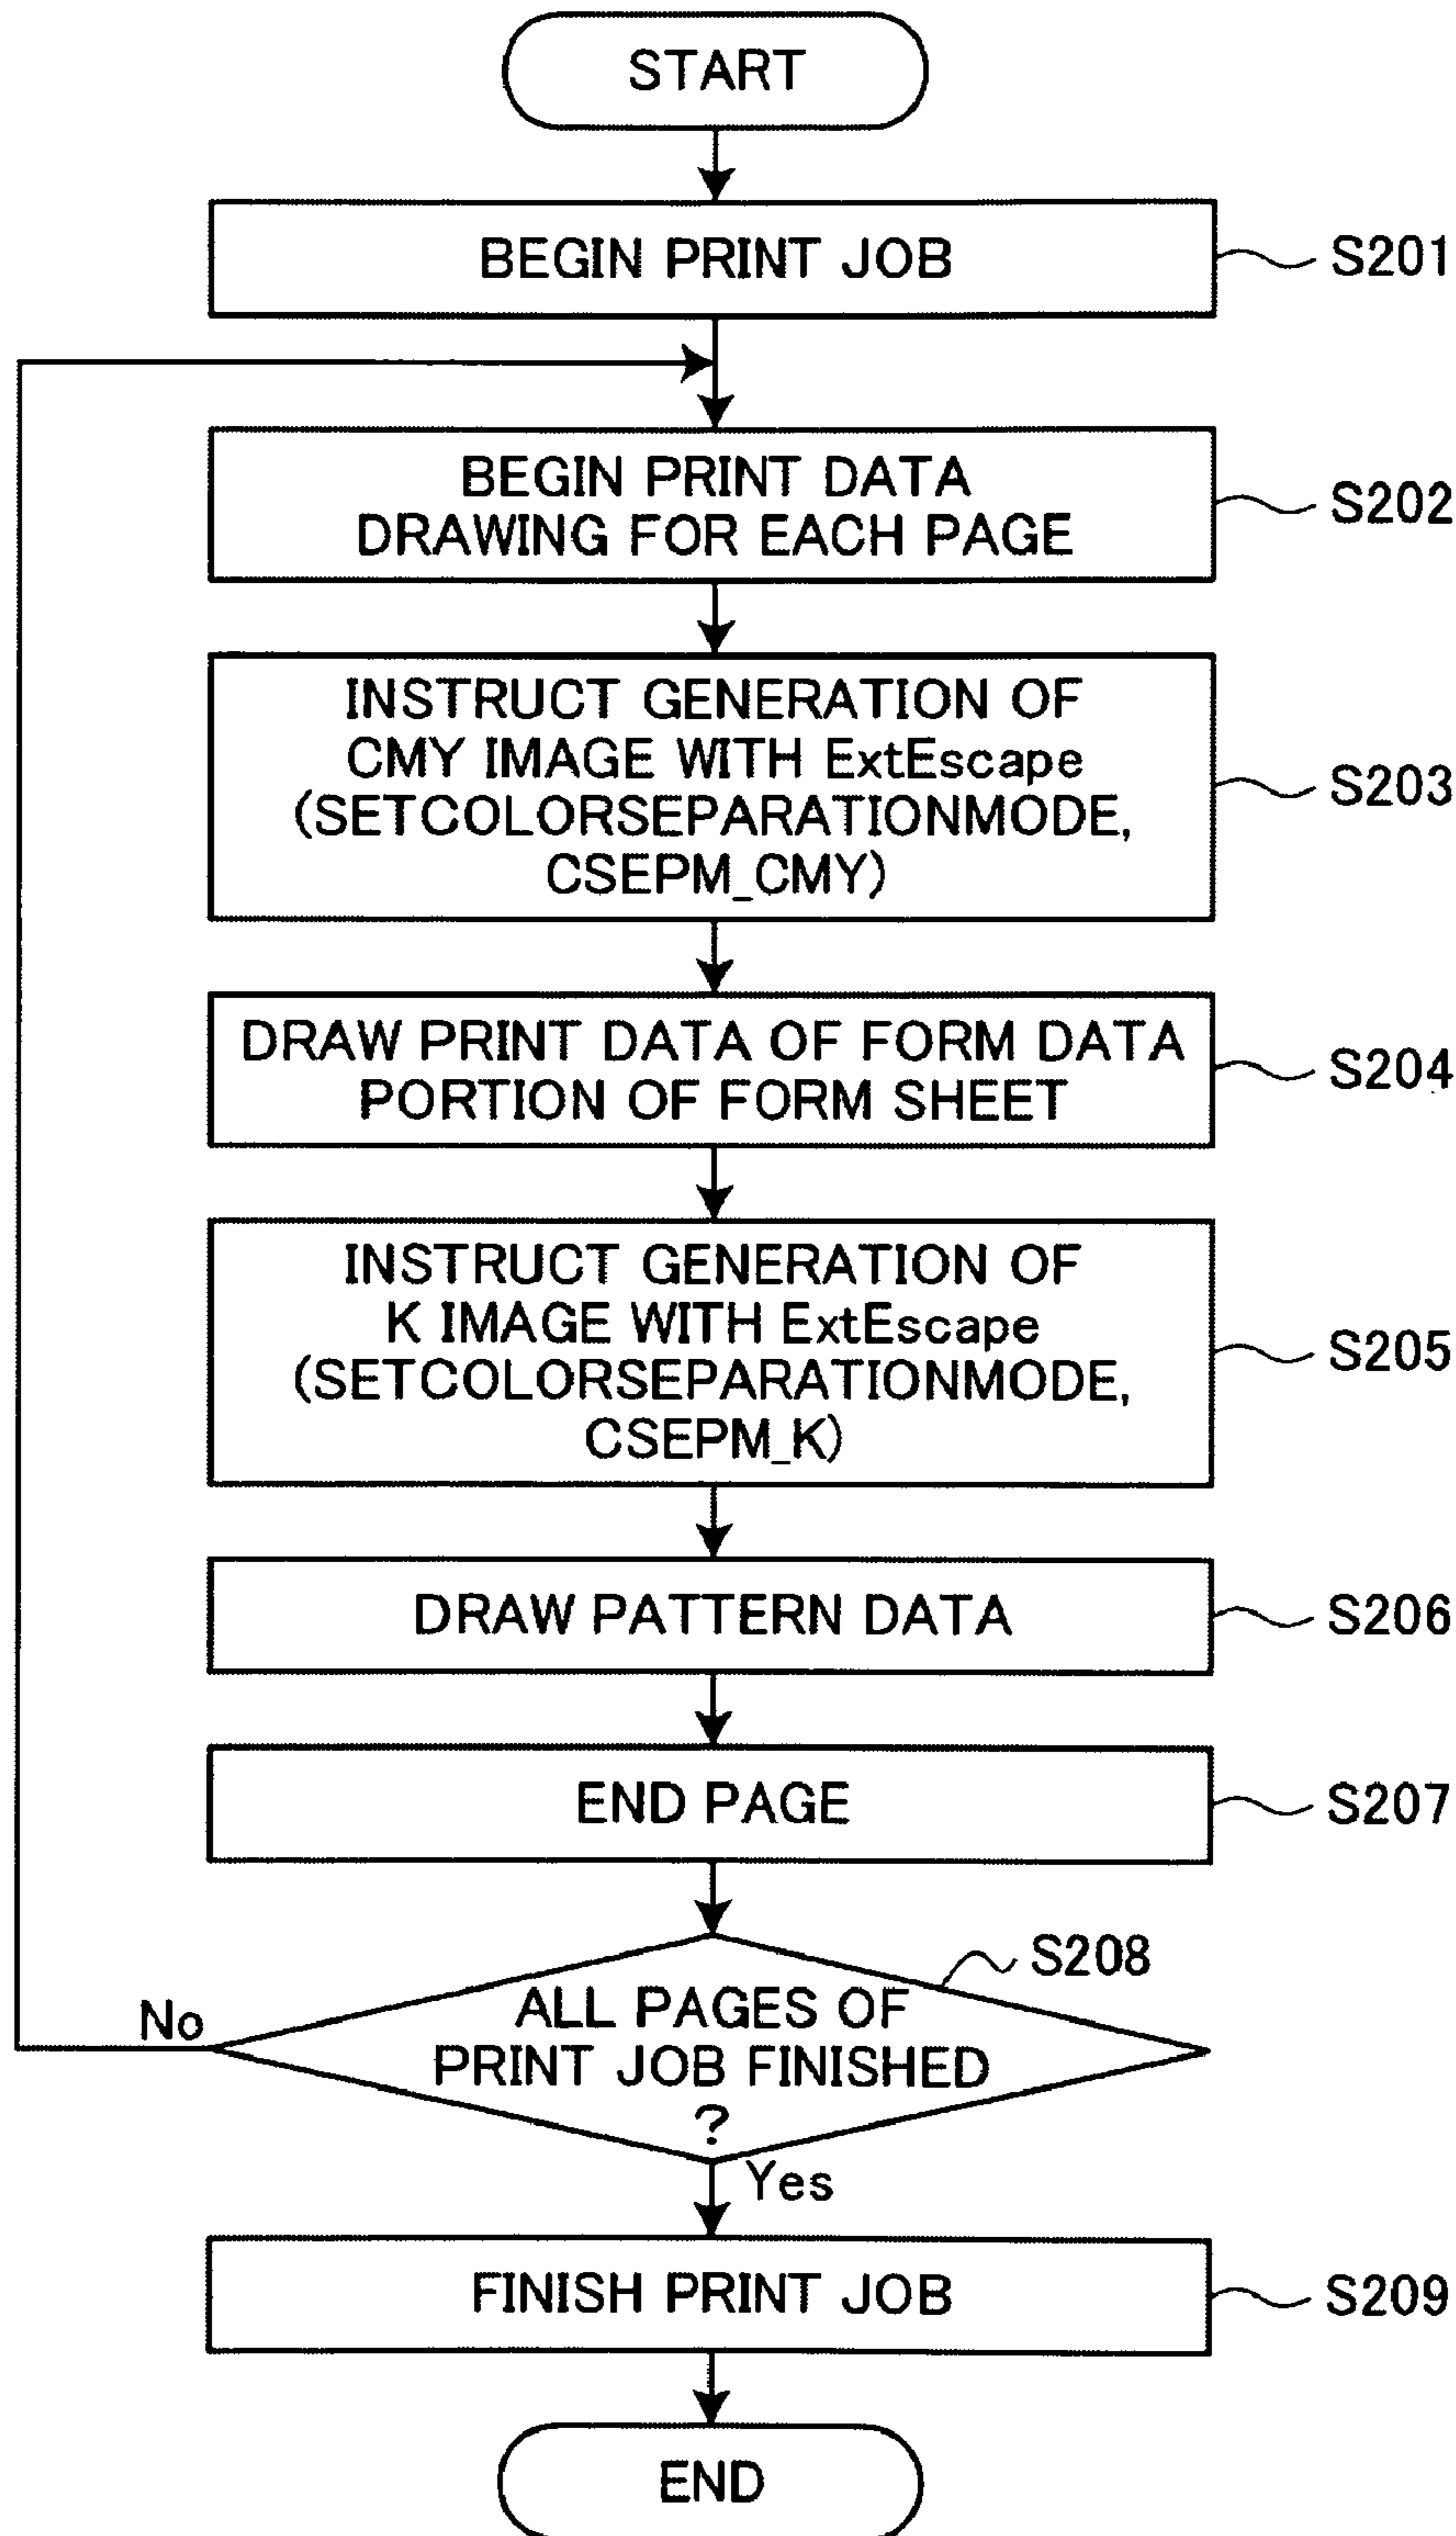 START
BEGIN PRINT JOB
S201
BEGIN PRINT DATA
DRAWING FOR EACH PAGE
S202
INSTRUCT GENERATION OF
CMY IMAGE WITH ExtEscape
(SETCOLORSEPARATIONMODE,
CSEPM_CMY)
S203
DRAW PRINT DATA OF FORM DATA
PORTION OF FORM SHEET
S204
INSTRUCT GENERATION OF
K IMAGE WITH ExtEscape
(SETCOLORSEPARATIONMODE,
CSEPM_K)
S205
DRAW PATTERN DATA
S206
END PAGE
S207
S208
ALL PAGES OF
PRINT JOB FINISHED
?
No
Yes
FINISH PRINT JOB
S209
END